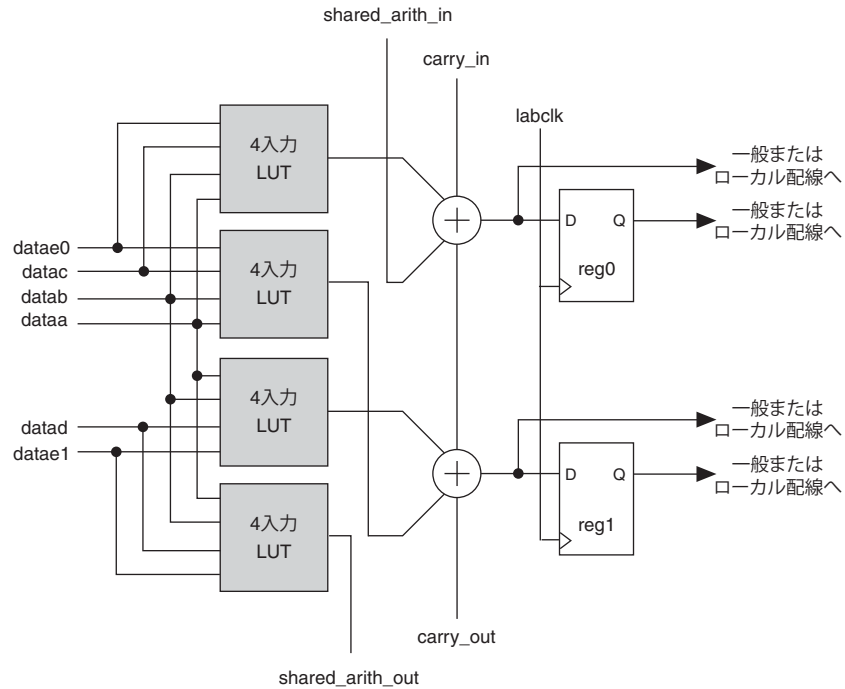 shared_arith_in
carry_in
labclk
4入力
LUT
一般または
ローカル配線へ
D
Q
reg0
一般または
ローカル配線へ
datae0
datac
datab
dataa
4入力
LUT
4入力
LUT
一般または
ローカル配線へ
datad
datae1
D
Q
reg1
一般または
ローカル配線へ
4入力
LUT
carry_out
shared_arith_out